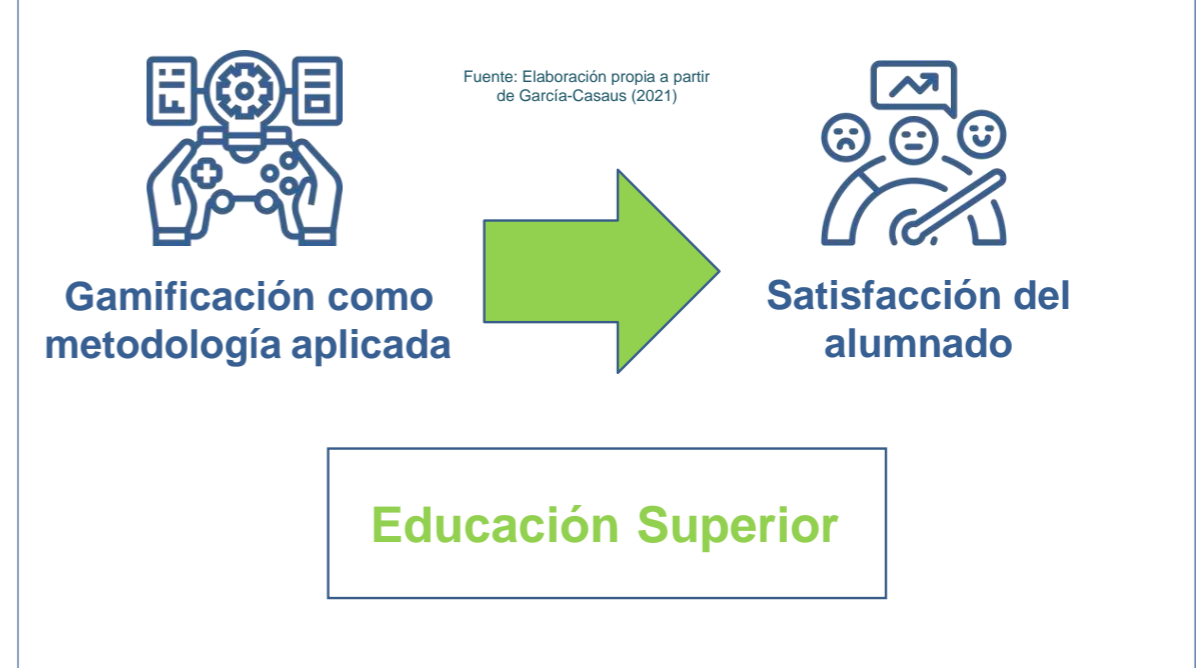 Fuente: Elaboración propia a partir
de García-Casaus (2021)
Gamificación como
metodología aplicada
Satisfacción del
alumnado
Educación Superior